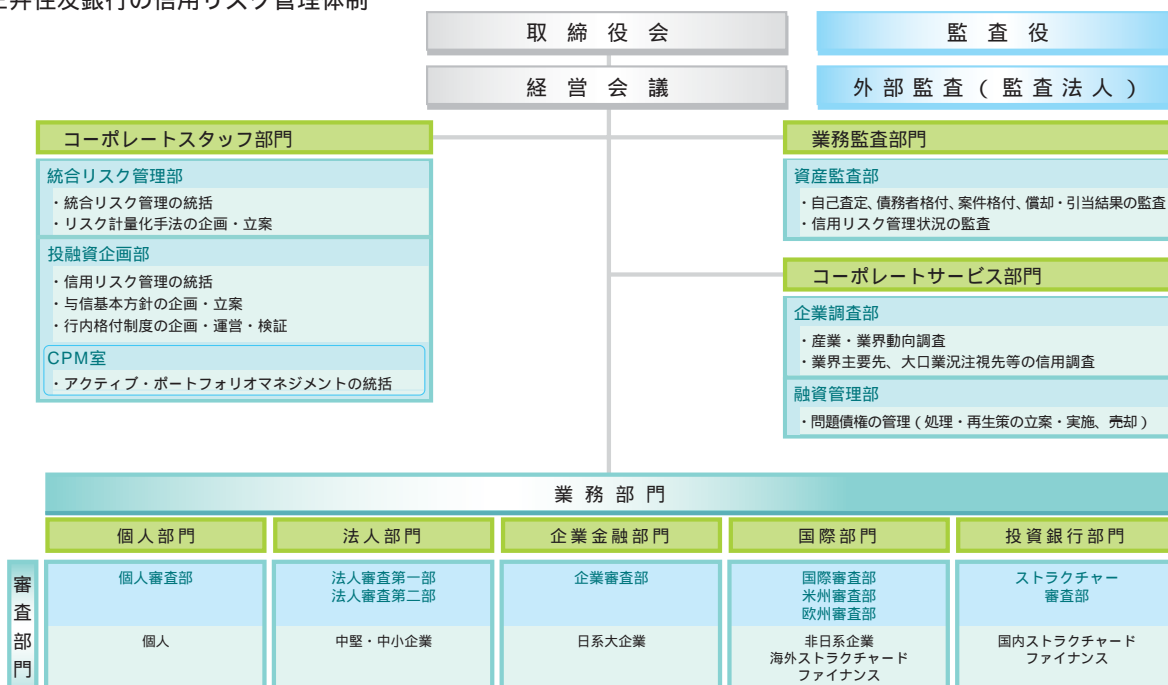 三井住友銀行の信用リスク管理体制
取締役会
監査役
経営会議
外部監査（監査法人）
コーポレートスタッフ部門
統合リスク管理部
・統合リスク管理の統括
・リスク計量化手法の企画・立案
投融資企画部
・信用リスク管理の統括
・与信基本方針の企画・立案
・行内格付制度の企画・運営・検証
CPM室
・アクティブ・ポートフォリオマネジメントの統括
業務監査部門
資産監査部
・自己査定、債務者格付、案件格付、償却・引当結果の監査
・信用リスク管理状況の監査
コーポレートサービス部門
企業調査部
・産業・業界動向調査
・業界主要先、大口業況注視先等の信用調査
融資管理部
・問題債権の管理（処理・再生策の立案・実施、売却）
業務部門
個人部門
法人部門
企業金融部門
国際部門
投資銀行部門
審査部門
個人審査部
法人審査第一部
法人審査第二部
企業審査部
国際審査部
米州審査部
欧州審査部
ストラクチャー
審査部
個人
中堅・中小企業
日系大企業
非日系企業
海外ストラクチャード
ファイナンス
国内ストラクチャード
ファイナンス